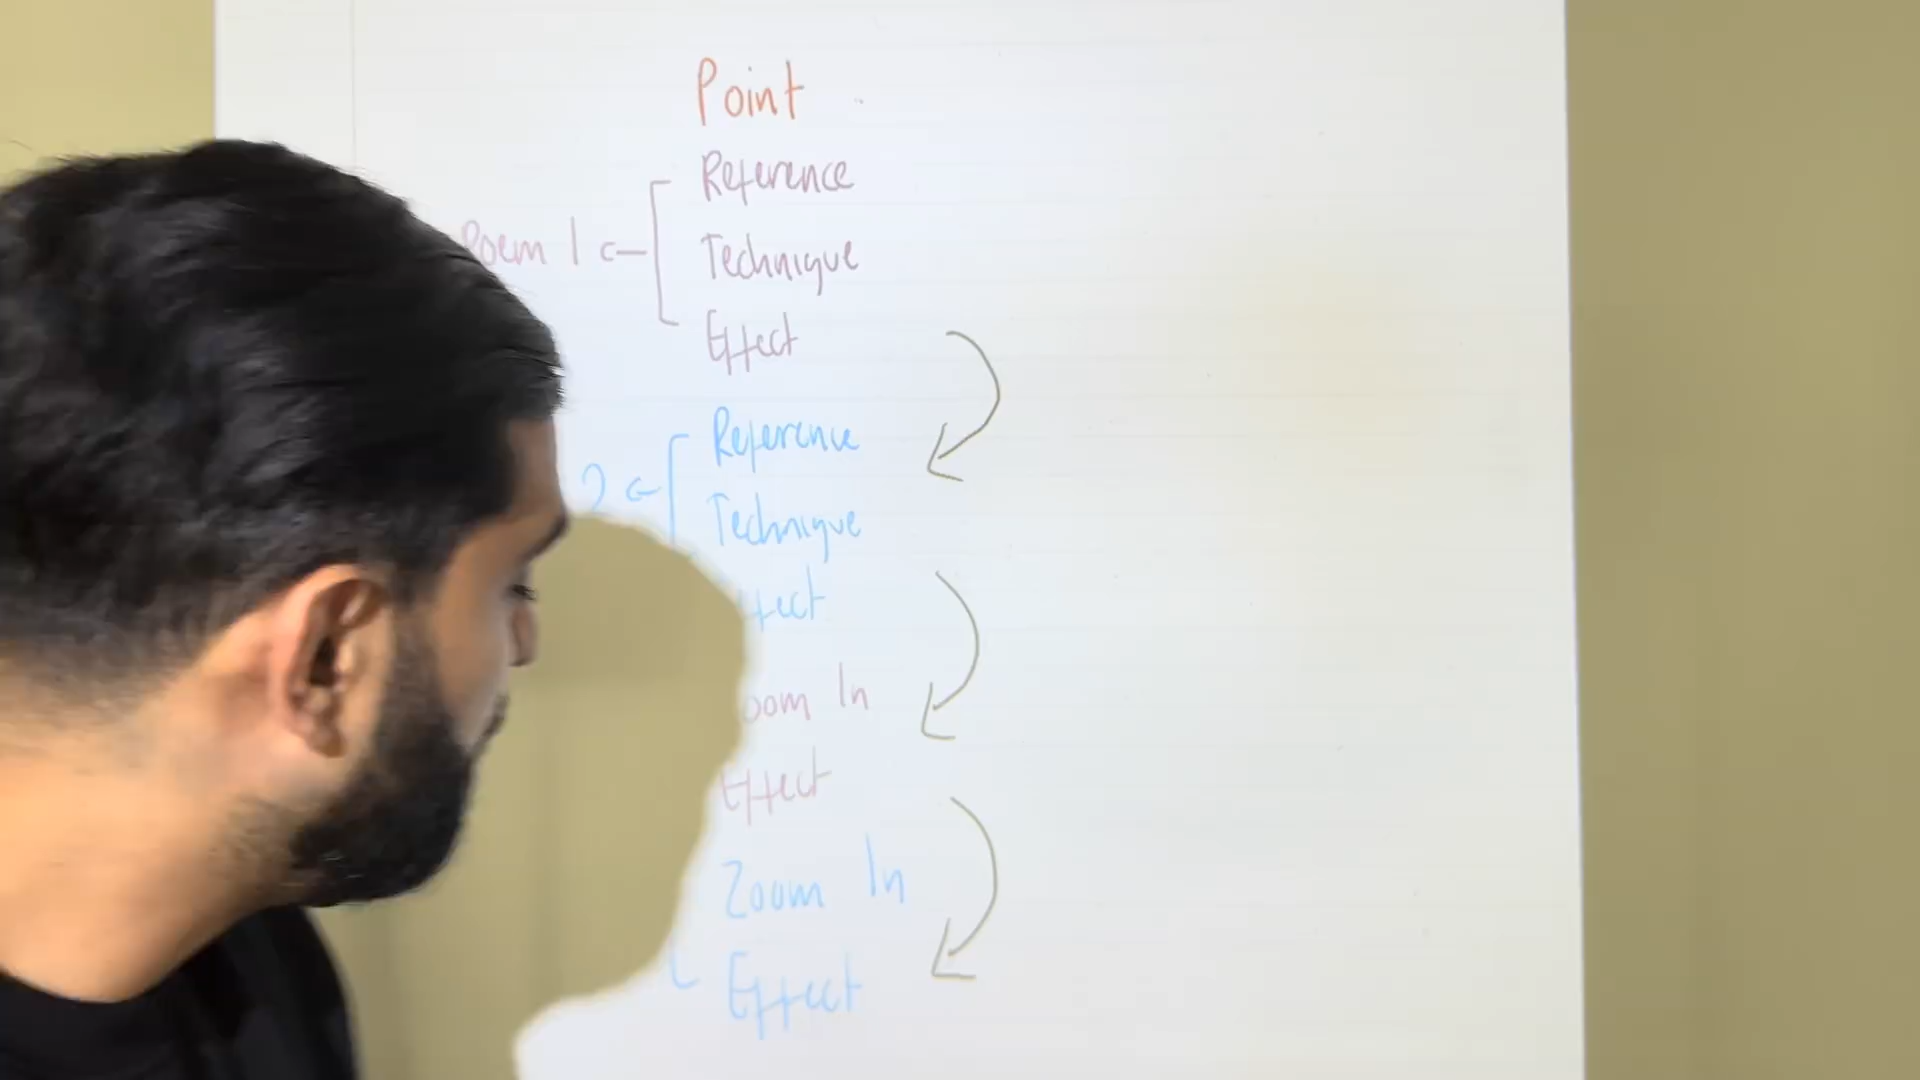 Point
Reference
Poem 1
Technique
Effect
Reference
2
Technique
Effect
Zoom In
Effect
Zoom In
Effect